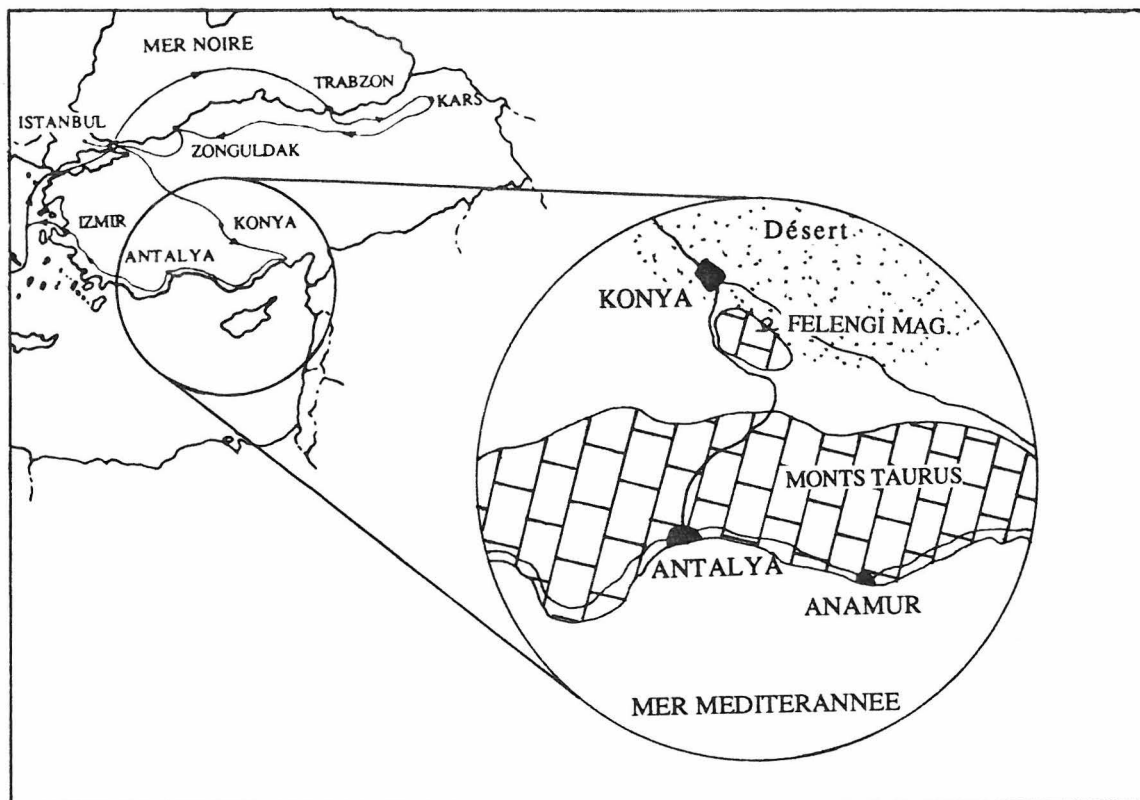 MER NOIRE
TRABZON
KARS
ISTANBUL
ZONGULDAK
IZMIR
KONYA
ANTALYA
Désert
KONYA
FELENGI MAG.
MONTS TAURUS
ANTALYA
ANAMUR
MER MEDITERANNEE